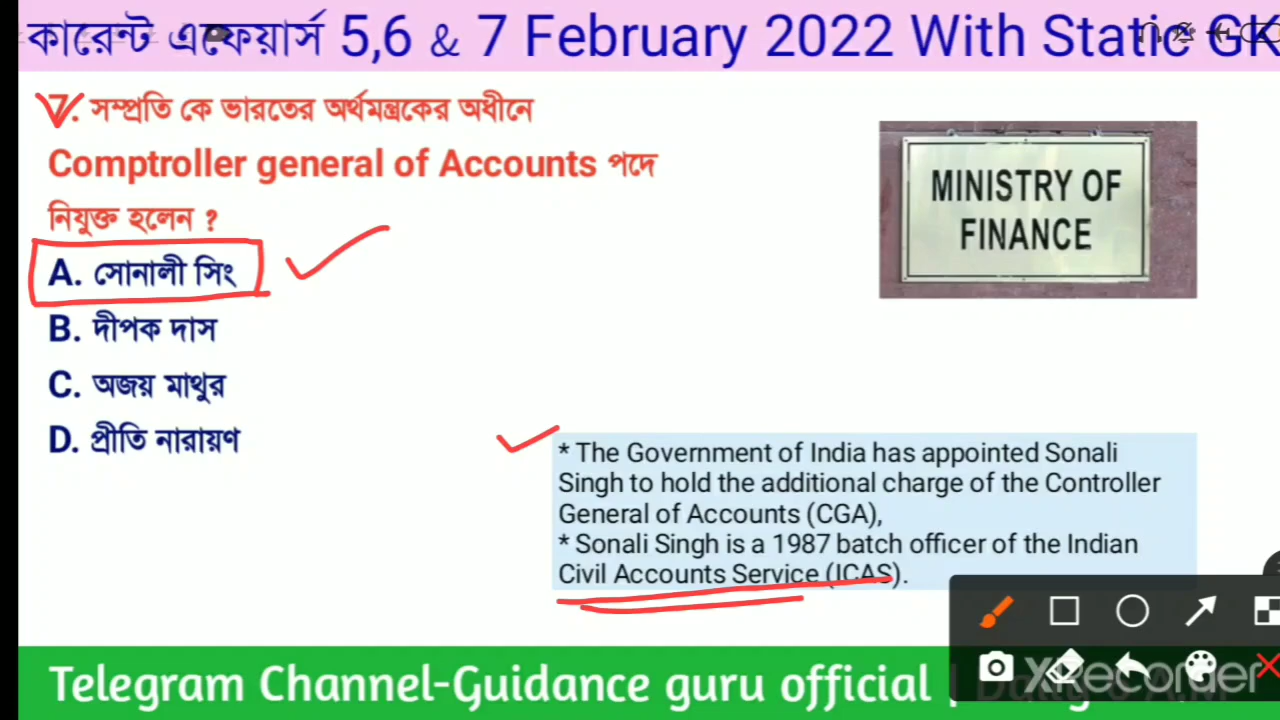 কারেন্ট এফেয়ার্স 5,6 & 7 February 2022 With Static GK
7. সম্প্রতি কে ভারতের অর্থমন্ত্রকের অধীনে
Comptroller general of Accounts পদে
নিযুক্ত হলেন ?
A. সোনালী সিং
B. দীপক দাস
C. অজয় মাথুর
D. প্রীতি নারায়ণ
MINISTRY OF
FINANCE
* The Government of India has appointed Sonali
Singh to hold the additional charge of the Controller
General of Accounts (CGA),
* Sonali Singh is a 1987 batch officer of the Indian
Civil Accounts Service (ICAS).
Telegram Channel-Guidance guru official |
XRecorder